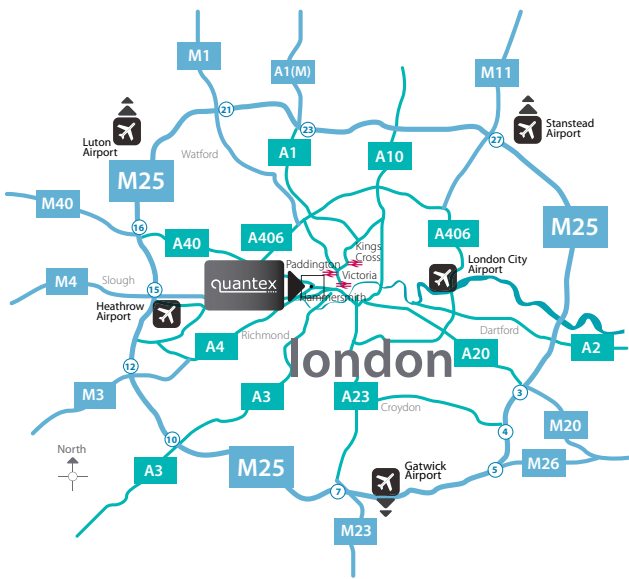 M1
A1(M)
M11
21
23
27
Luton
Airport
Stanstead
Airport
Watford
A1
A10
M25
M40
16
A40
A406
A406
M25
Kings
Cross
Paddington
Victoria
London City
Airport
M4
Slough
15
quantex
Hammersmith
Heathrow
Airport
Richmond
A4
Dartford
A2
london
A20
12
M3
A3
A23
Croydon
3
4
M20
10
North
A3
M25
Gatwick
Airport
5
M26
7
M23